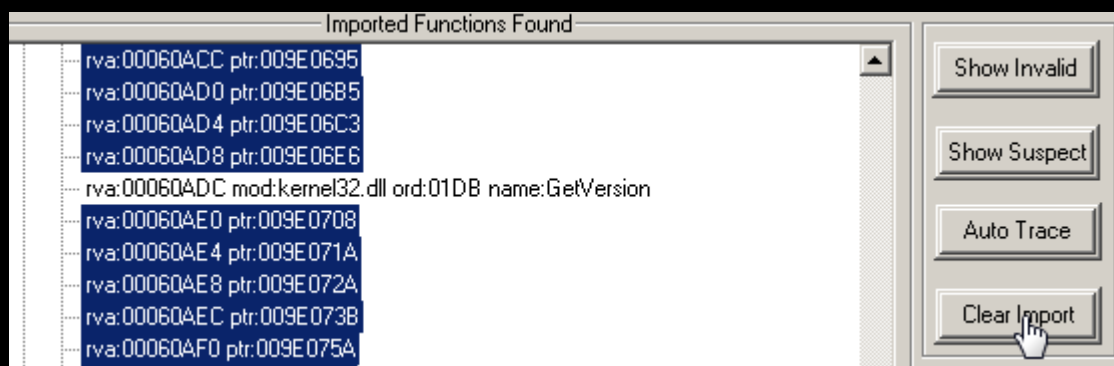 Imported Functions Found
rva:00060ACC ptr:009E0695
rva:00060AD0 ptr:009E06B5
rva:00060AD4 ptr:009E06C3
rva:00060AD8 ptr:009E06E6
rva:00060ADC mod:kernel32.dll ord:01DB name:GetVersion
rva:00060AE0 ptr:009E0708
rva:00060AE4 ptr:009E071A
rva:00060AE8 ptr:009E072A
rva:00060AEC ptr:009E073B
rva:00060AF0 ptr:009E075A
Show Invalid
Show Suspect
Auto Trace
Clear Import